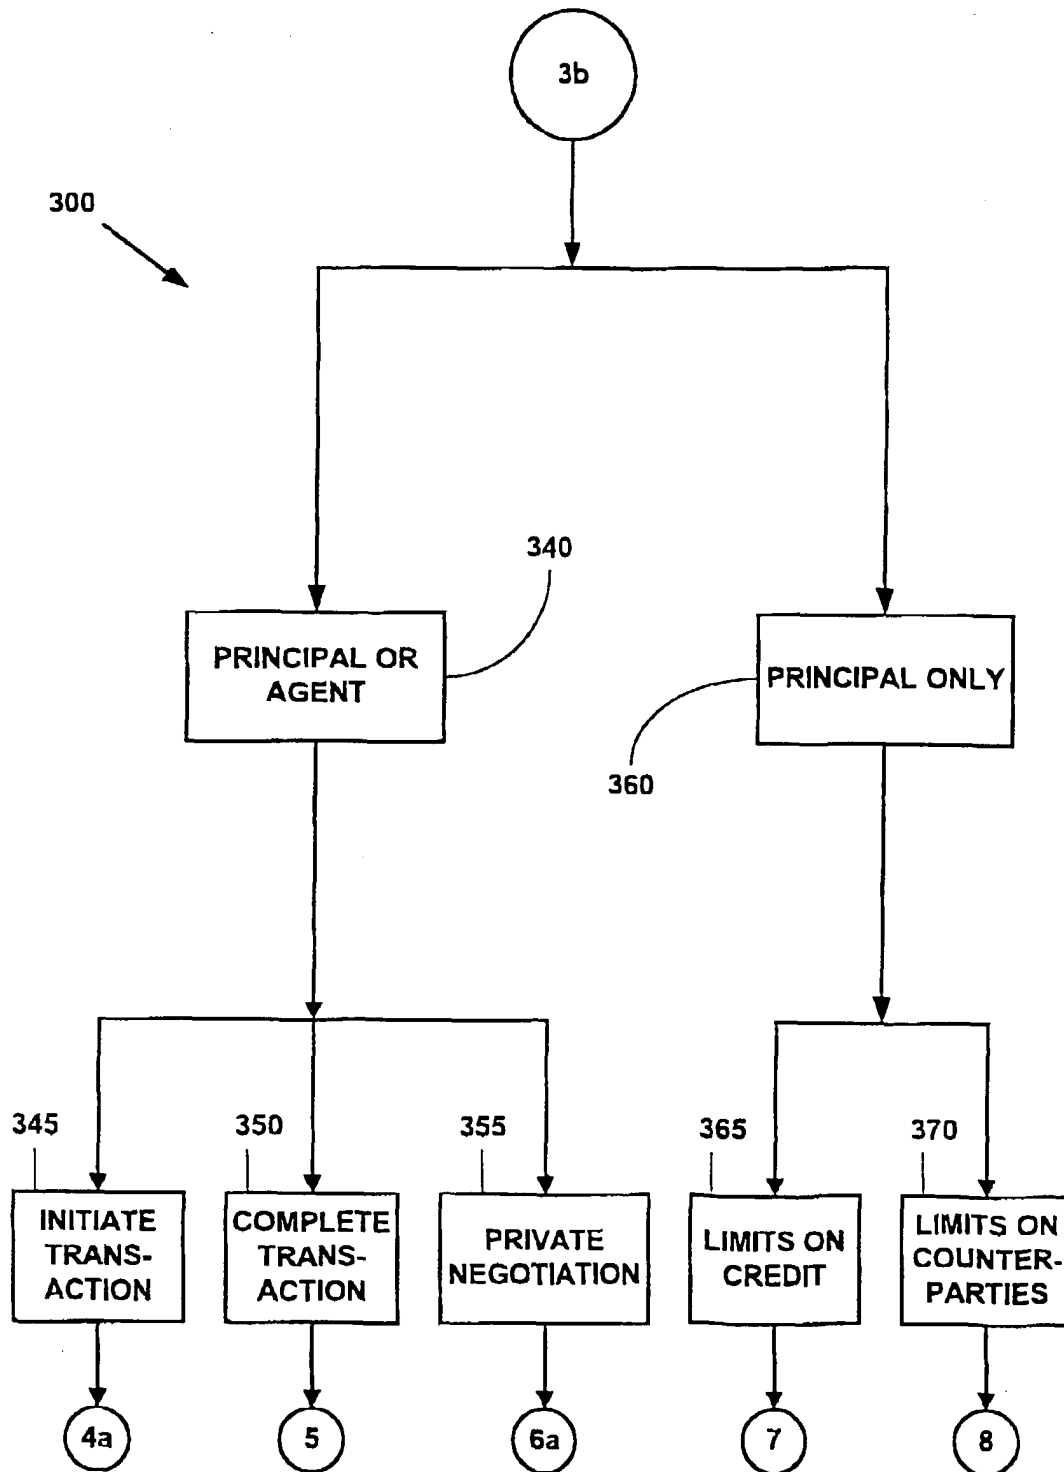 3b
300
340
PRINCIPAL OR
AGENT
PRINCIPAL ONLY
360
345
350
355
365
370
INITIATE
TRANS-
ACTION
COMPLETE
TRANS-
ACTION
PRIVATE
NEGOTIATION
LIMITS ON
CREDIT
LIMITS ON
COUNTER-
PARTIES
4a
5
6a
7
8